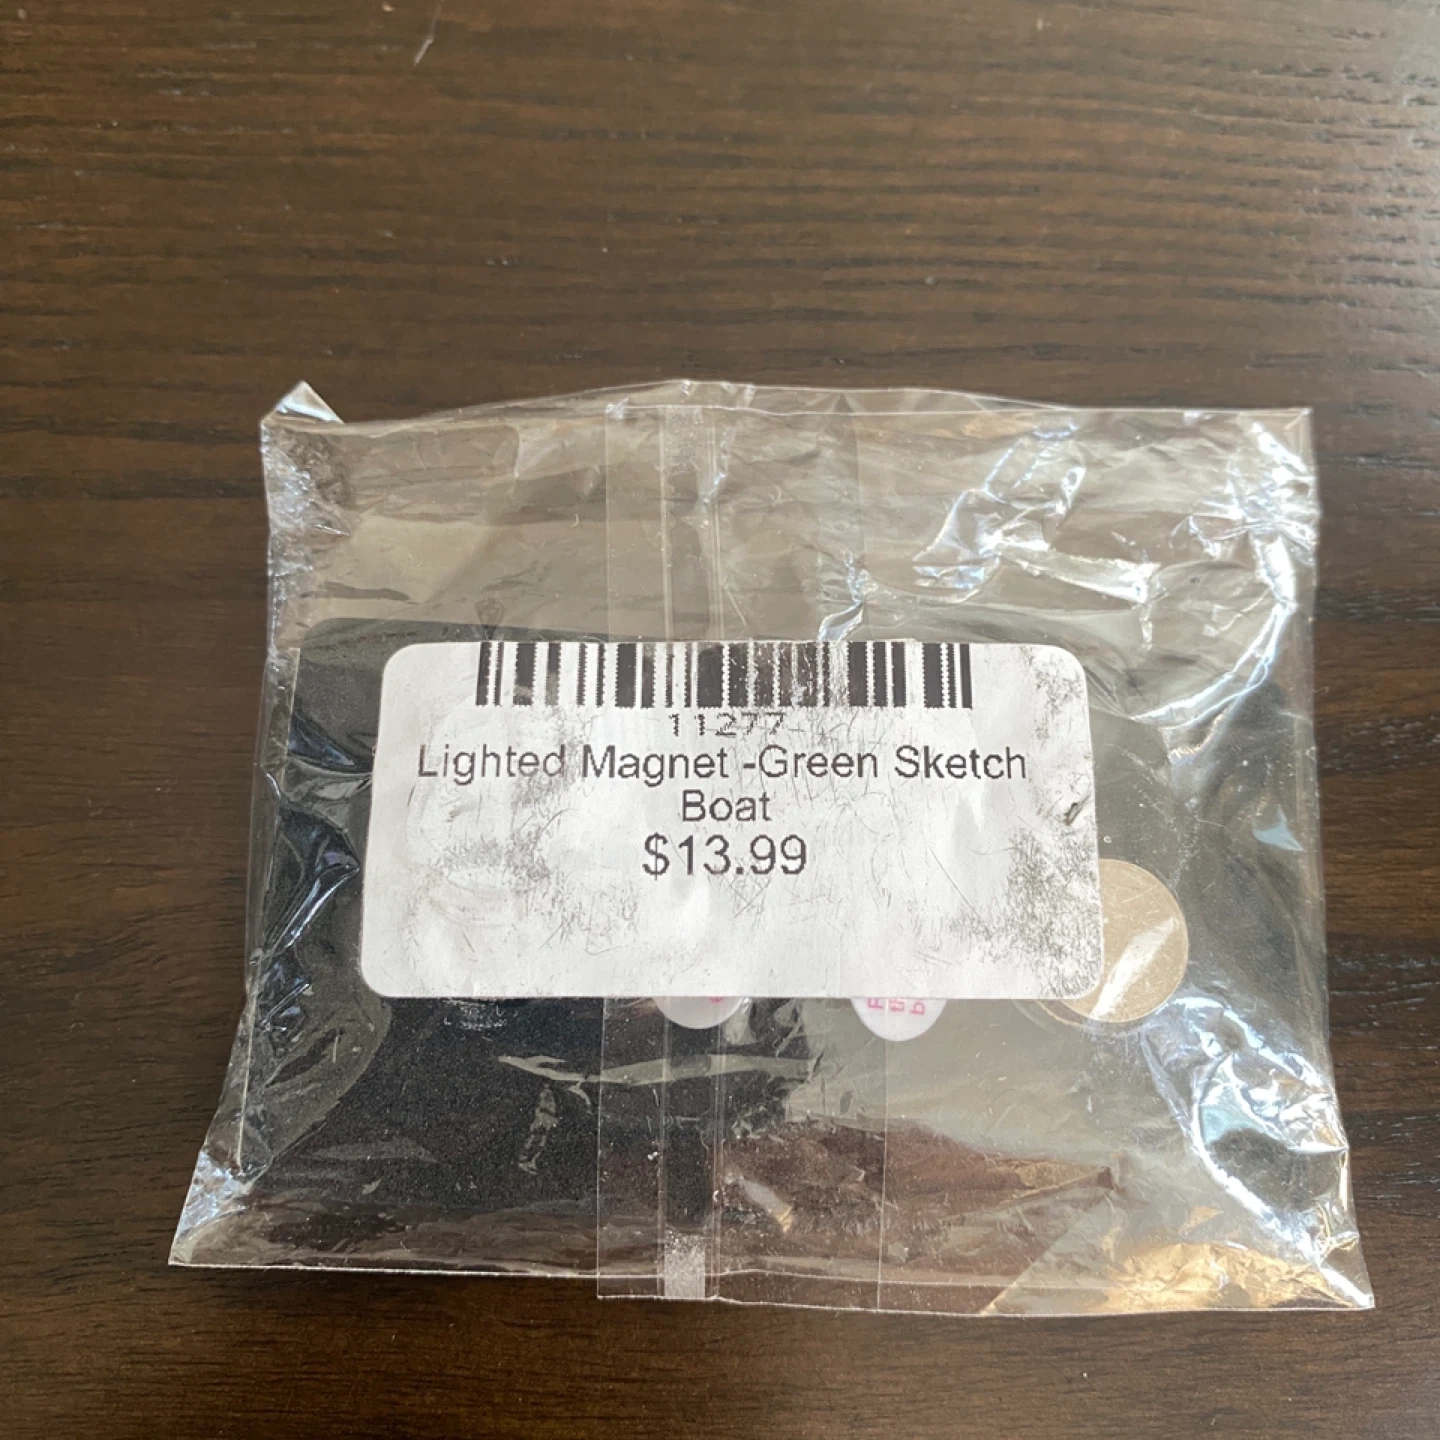 11277
Lighted Magnet -Green Sketch
Boat
$13.99